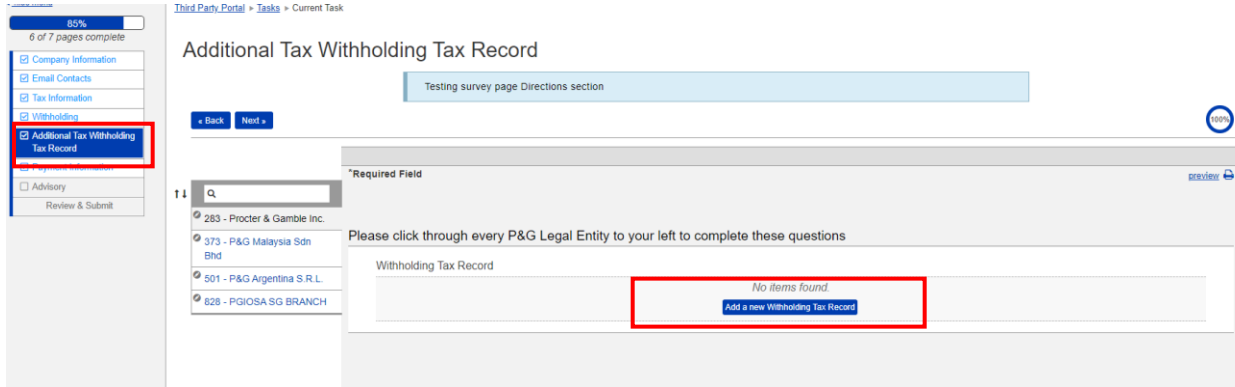 Third Party Portal » Tasks » Current Task
85%
6 of 7 pages complete
Company Information
Email Contacts
Tax Information
Withholding
Additional Tax Withholding
Tax Record
Payment Information
Advisory
Review & Submit
Additional Tax Withholding Tax Record
Testing survey page Directions section
« Back
Next »
100%
*Required Field
preview
283 - Procter & Gamble Inc.
373 - P&G Malaysia Sdn
Bhd
501 - P&G Argentina S.R.L.
828 - PGIOSA SG BRANCH
Please click through every P&G Legal Entity to your left to complete these questions
Withholding Tax Record
No items found.
Add a new Withholding Tax Record